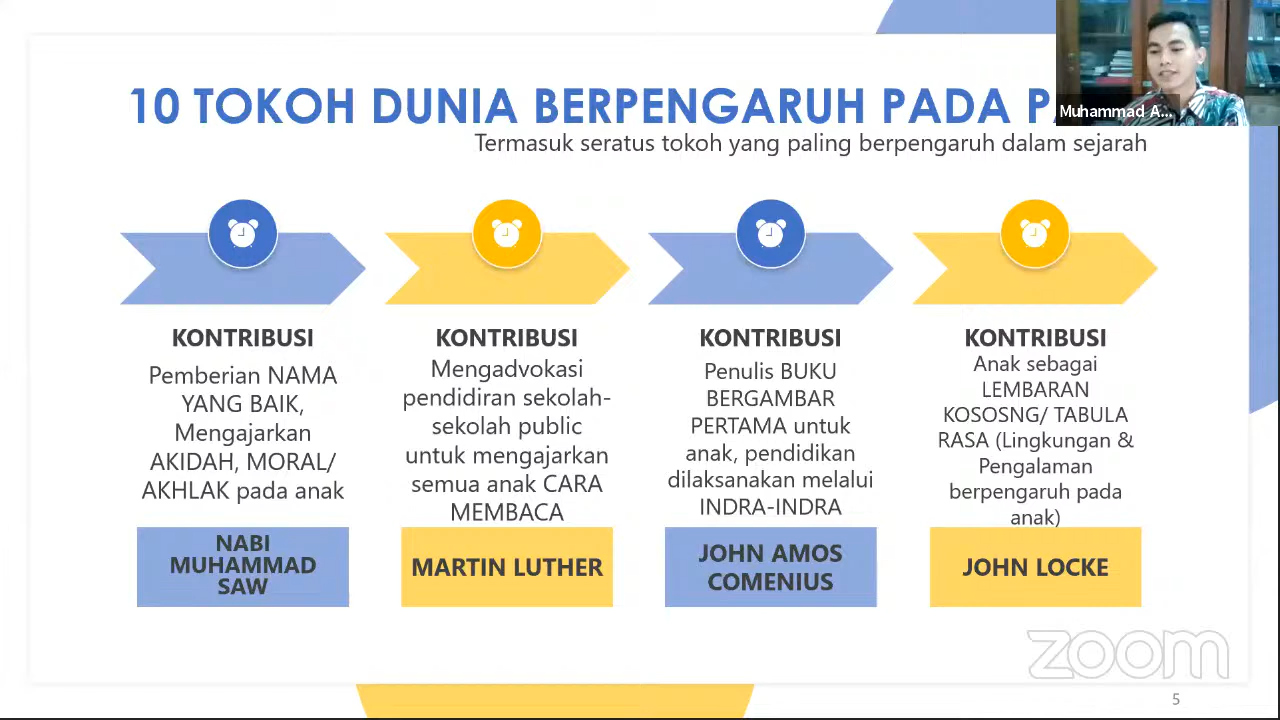 10 TOKOH DUNIA BERPENGARUH PADA
Muhammad A...
Termasuk seratus tokoh yang paling berpengaruh dalam sejarah
KONTRIBUSI
Pemberian NAMA
YANG BAIK,
Mengajarkan
AKIDAH, MORAL/
AKHLAK pada anak
NABI
MUHAMMAD
SAW
KONTRIBUSI
Mengadvokasi
pendidiran sekolah-
sekolah public
untuk mengajarkan
semua anak CARA
MEMBACA
MARTIN LUTHER
KONTRIBUSI
Penulis BUKU
BERGAMBAR
PERTAMA untuk
anak, pendidikan
dilaksanakan melalui
INDRA-INDRA
JOHN AMOS
COMENIUS
KONTRIBUSI
Anak sebagai
LEMBARAN
KOSOSNG/ TABULA
RASA (Lingkungan &
Pengalaman
berpengaruh pada
anak)
JOHN LOCKE
zoom
5